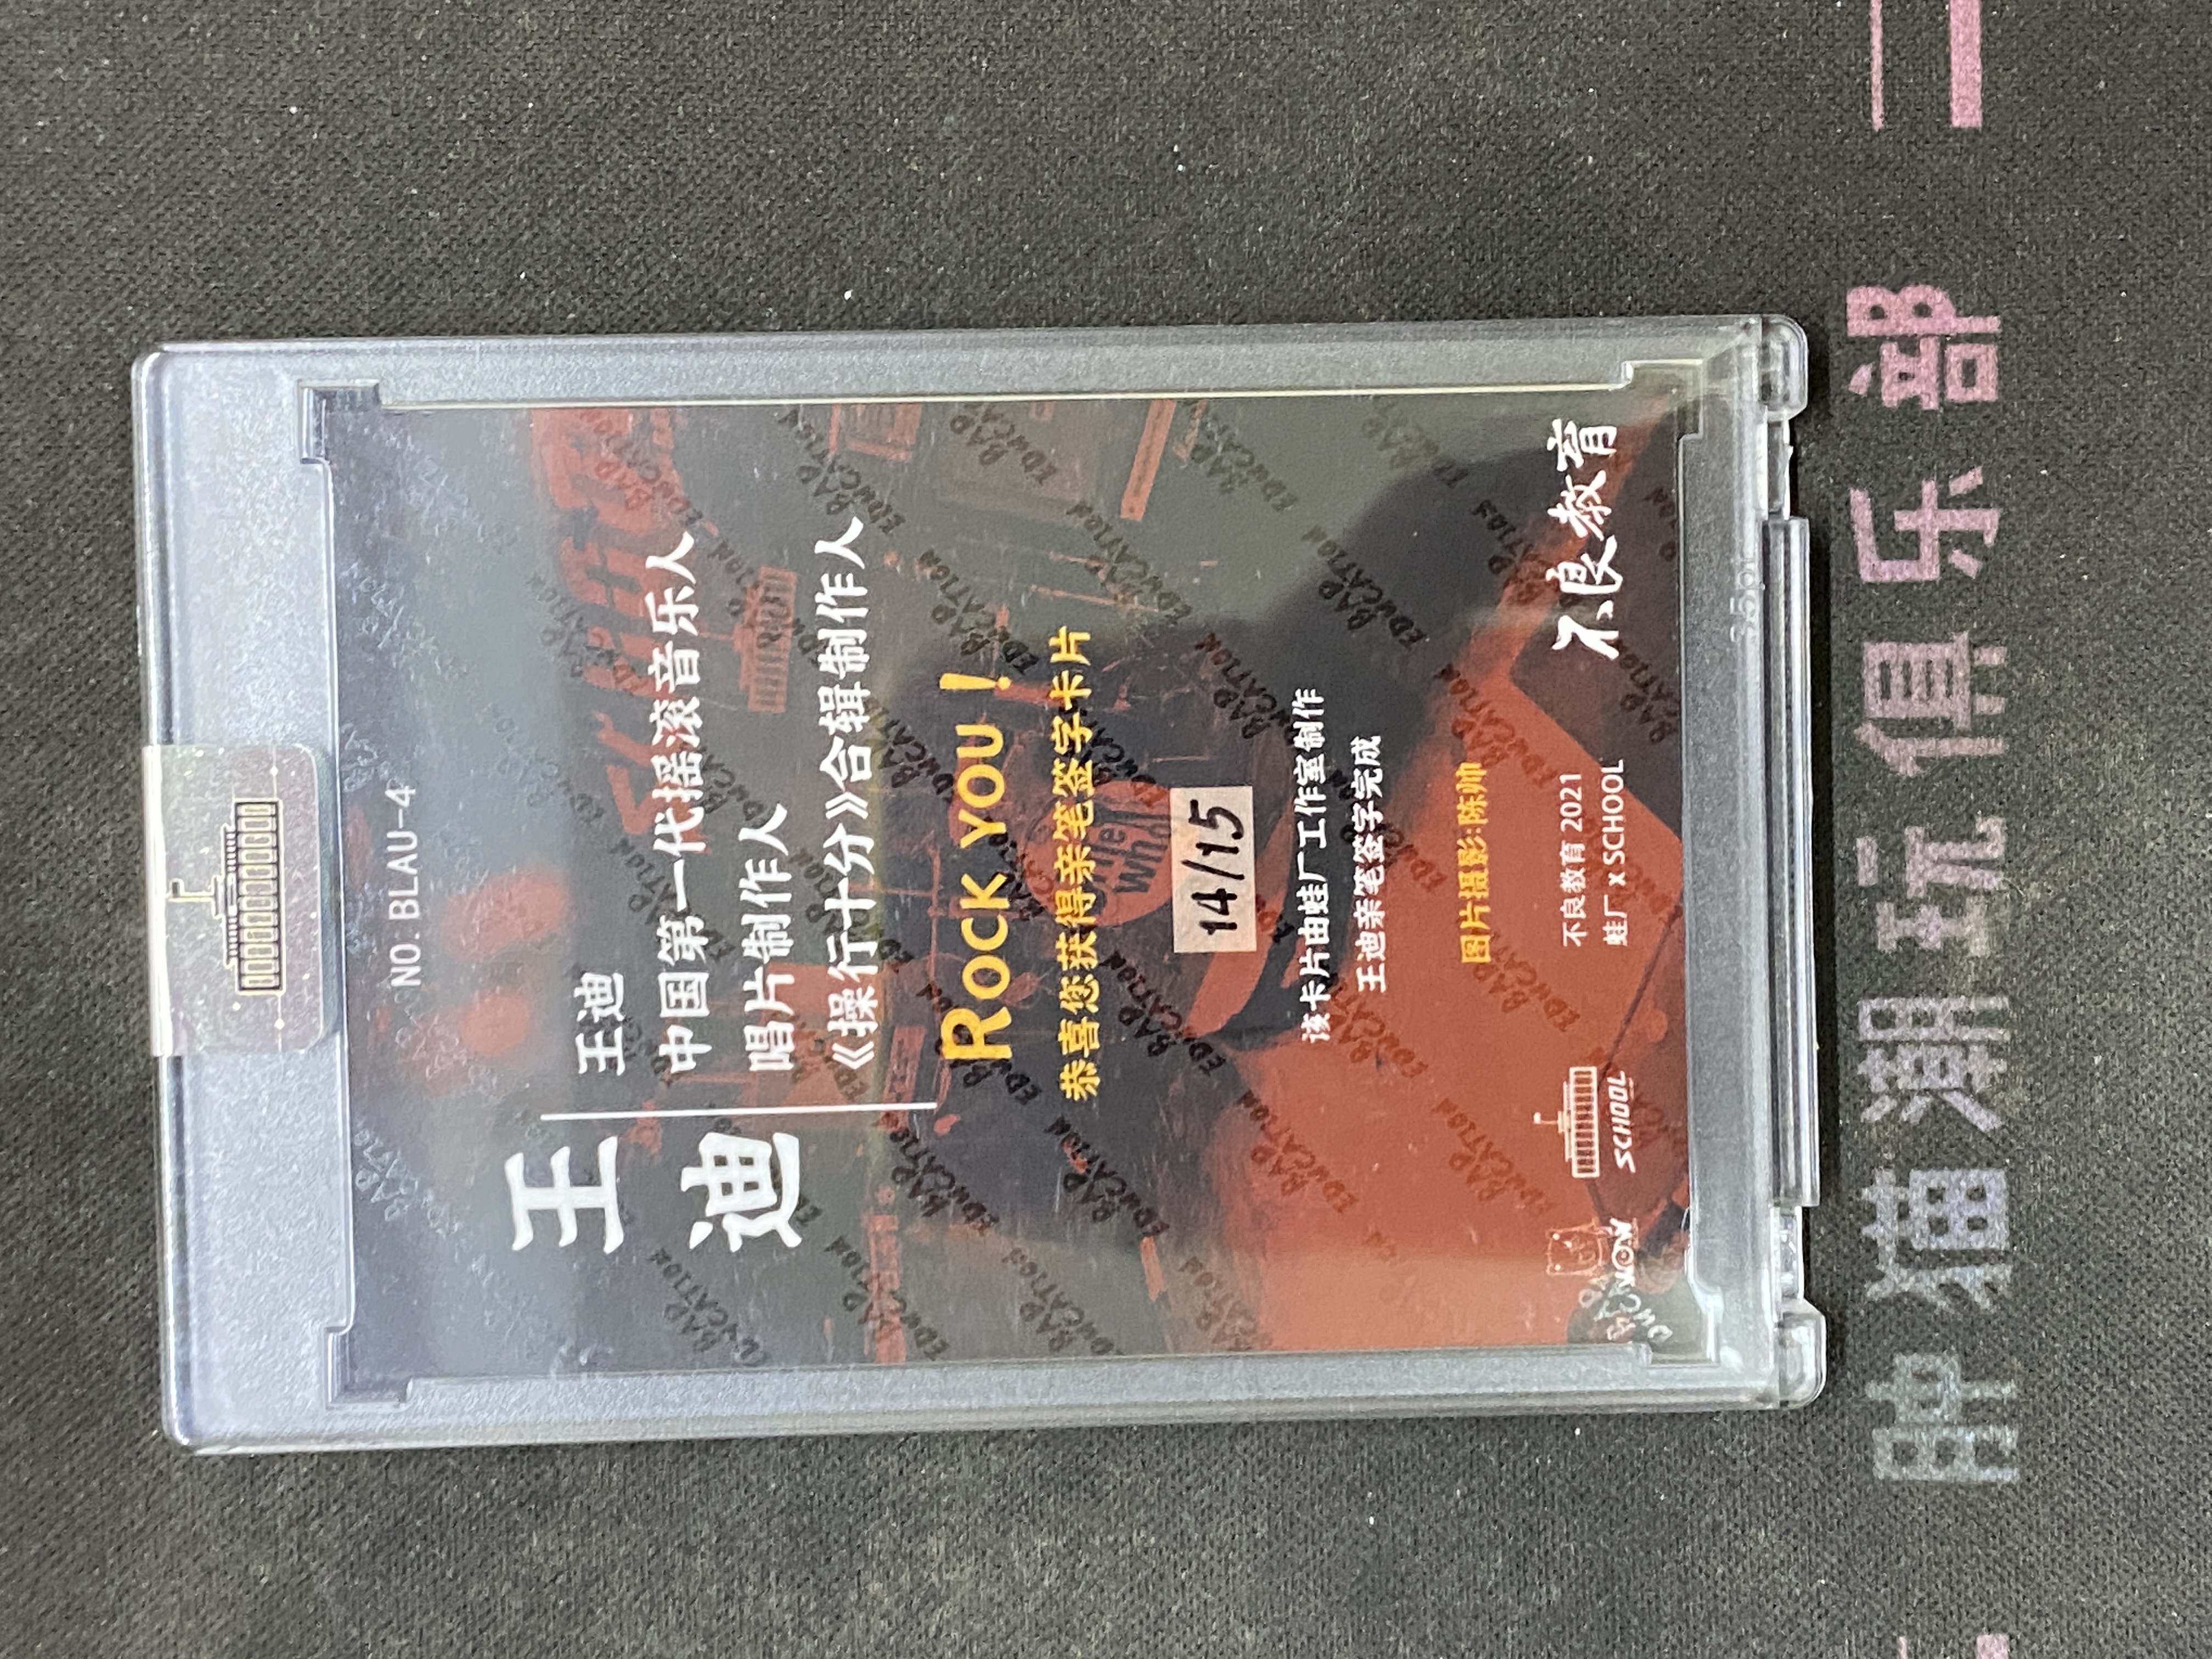 NO. BLAU-4
王迪
王迪
中国第一代摇滚音乐人
唱片制作人
《操行十分》合辑制作人
ROCK YOU！
恭喜您获得亲笔签字卡片
14/15
该卡片由蛙厂工作室制作
王迪亲笔签字完成
图片摄影:陈帅
不良教育 2021
蛙厂 x SCHOOL
SCHOOL
不良教育
BAD EDUCATION
肿猫潮玩俱乐部